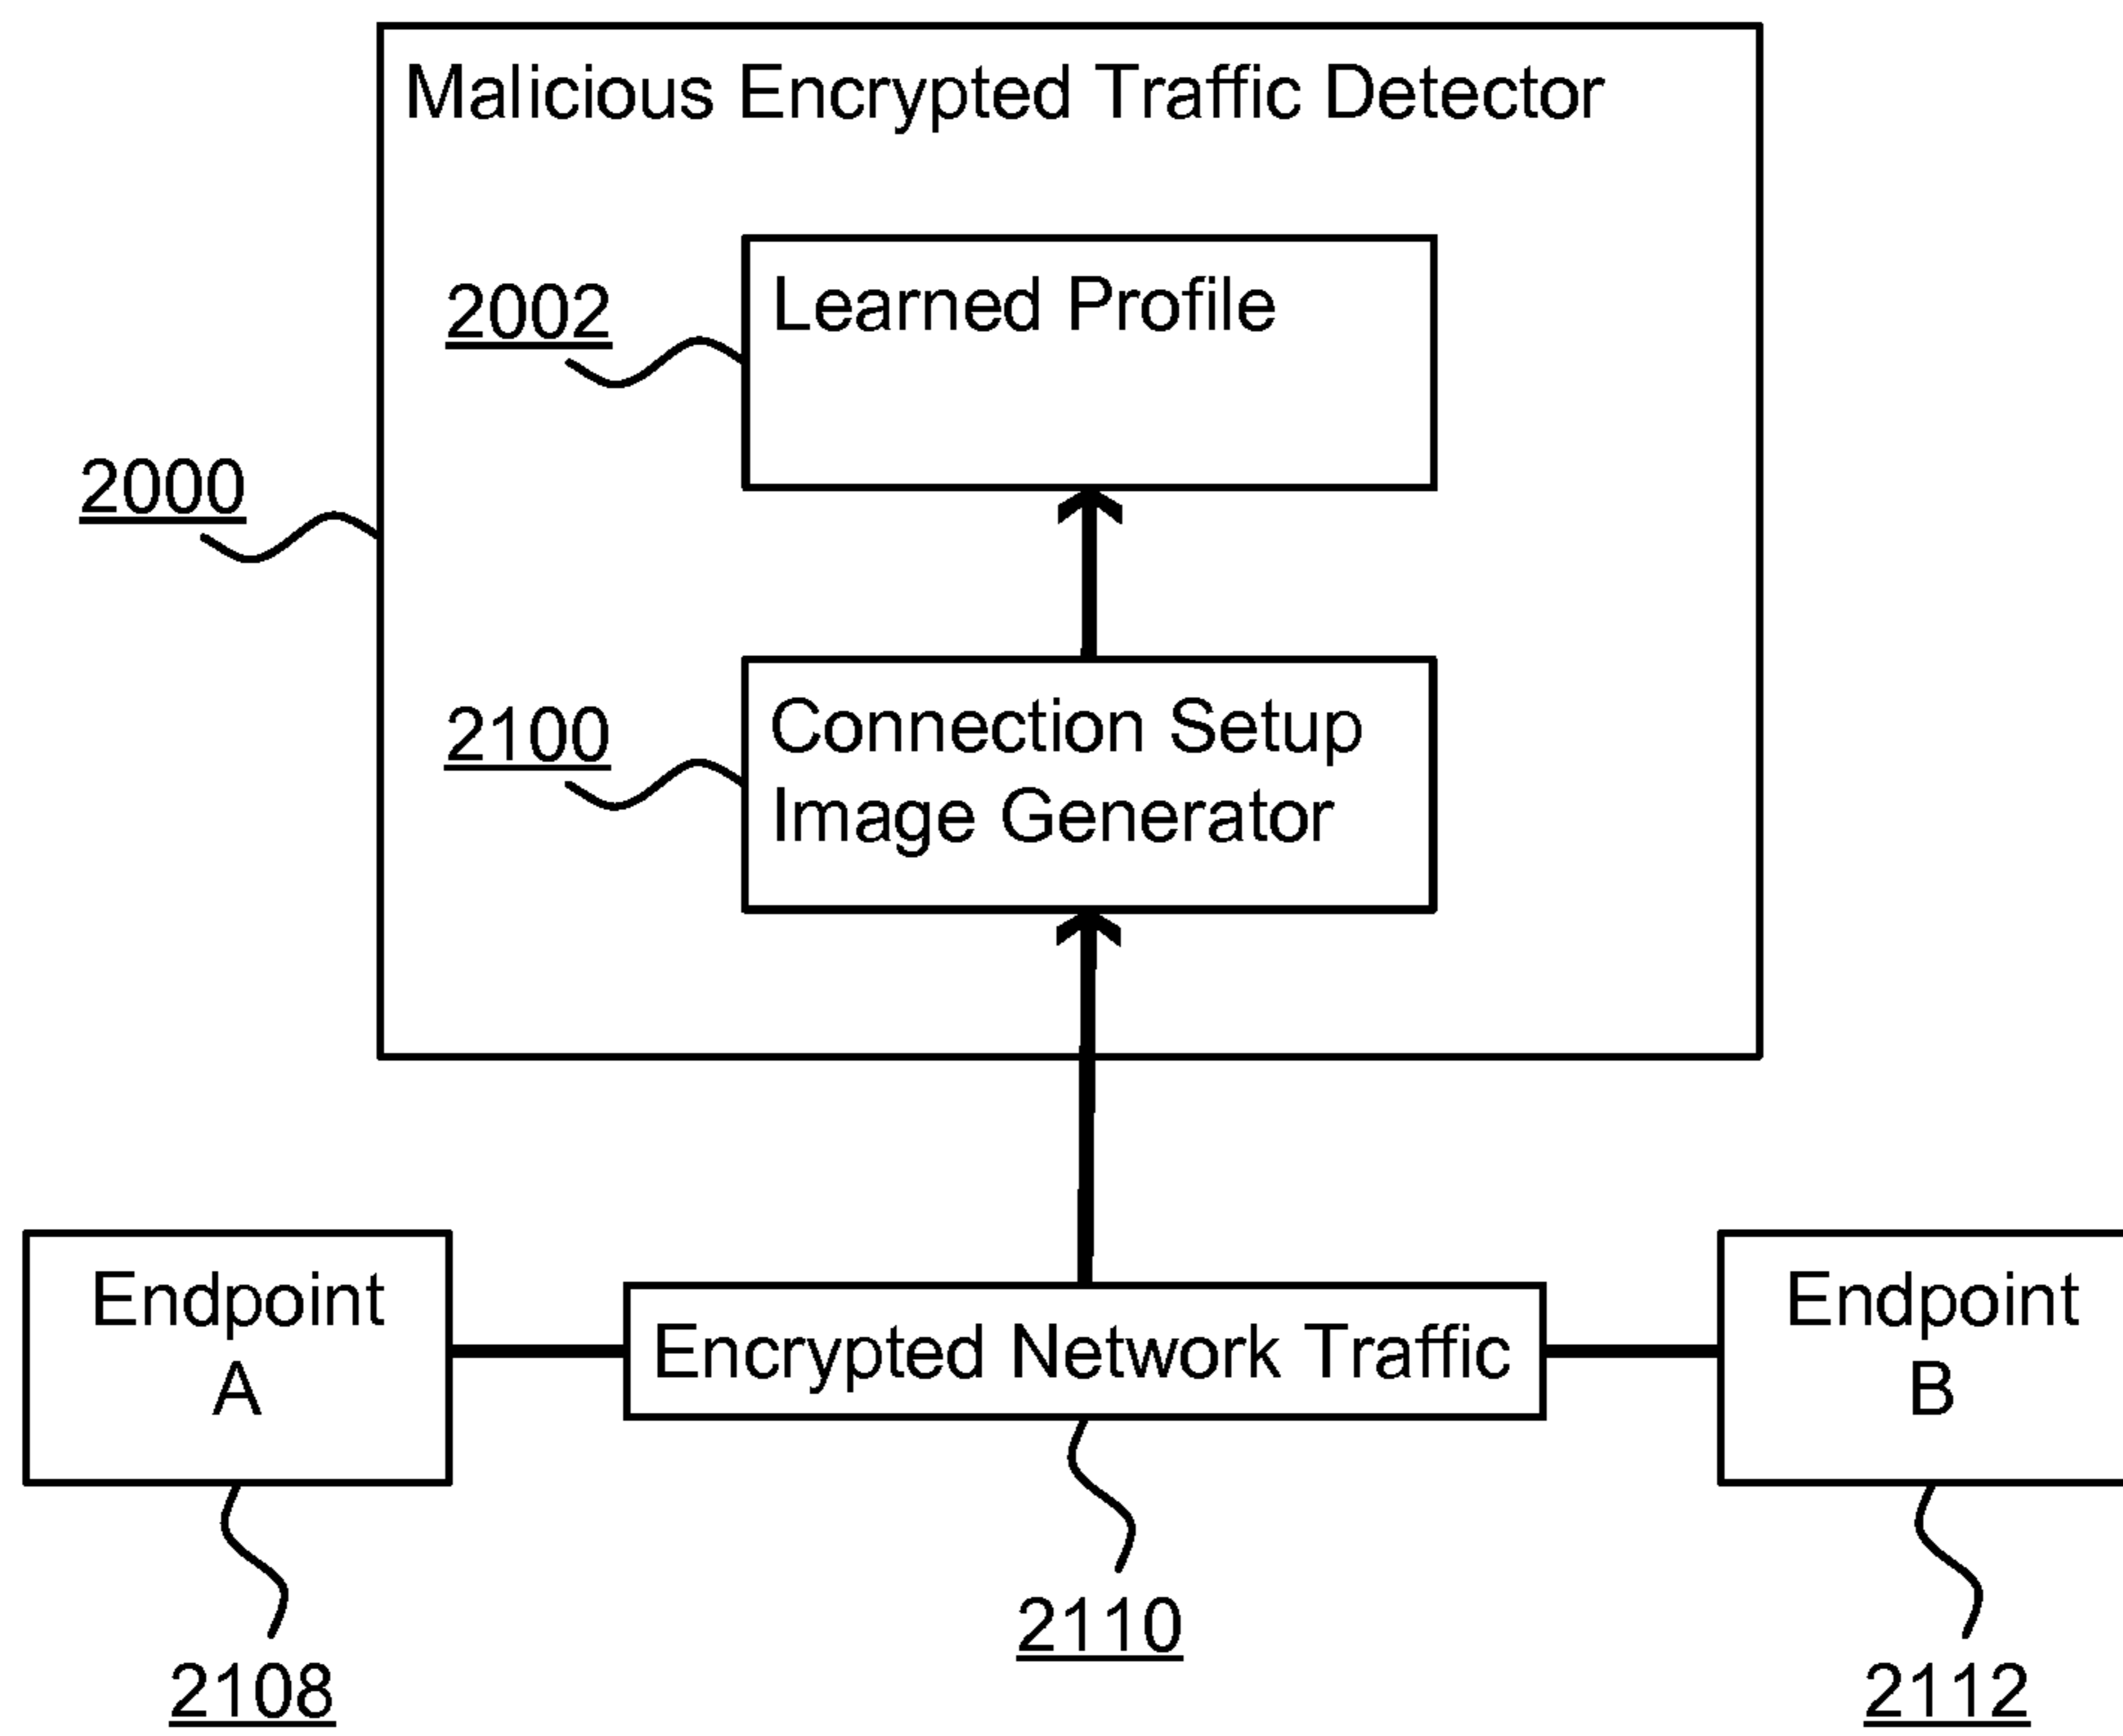 Malicious Encrypted Traffic Detector
2002
Learned Profile
2000
2100
Connection Setup
Image Generator
Endpoint
A
Encrypted Network Traffic
Endpoint
B
2108
2110
2112